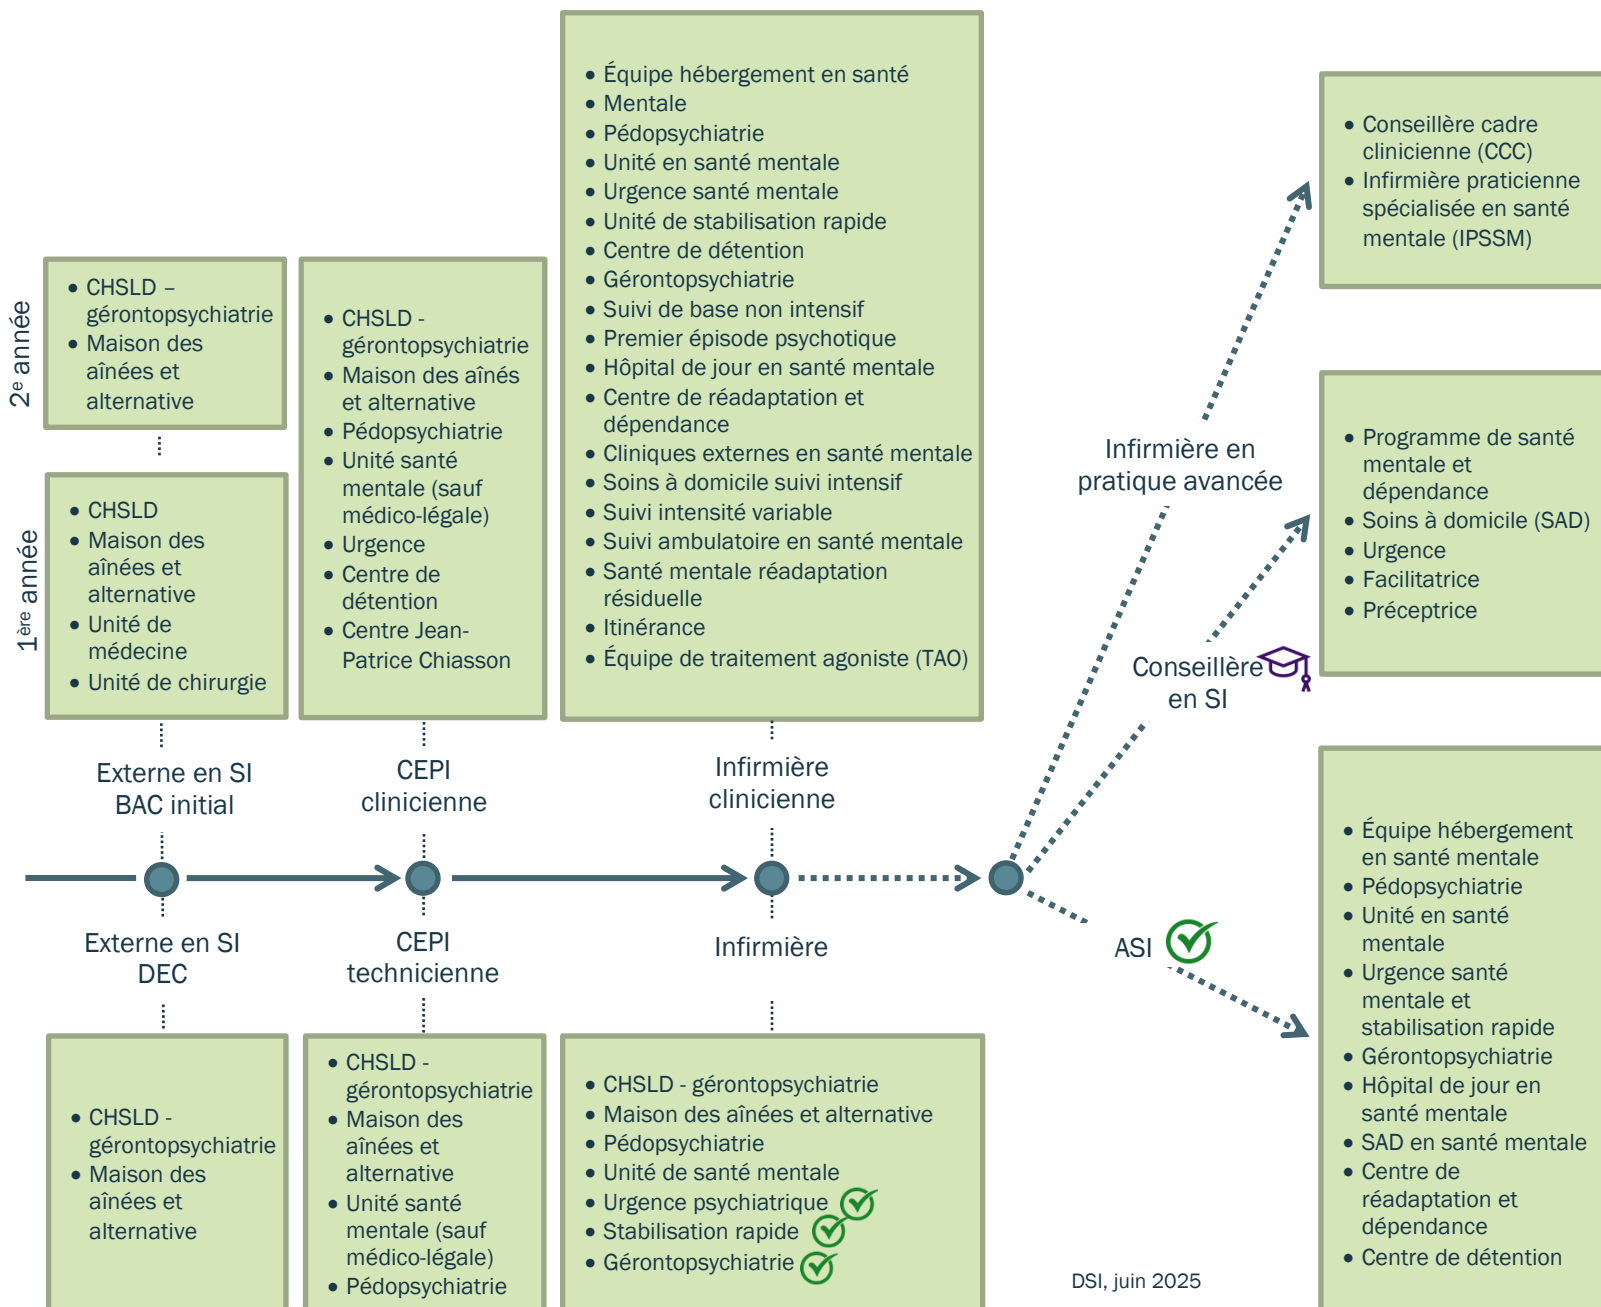 • Équipe hébergement en santé
• Mentale
• Pédopsychiatrie
• Unité en santé mentale
• Urgence santé mentale
• Unité de stabilisation rapide
• Centre de détention
• Gérontopsychiatrie
• Suivi de base non intensif
• Premier épisode psychotique
• Hôpital de jour en santé mentale
• Centre de réadaptation et
dépendance
• Cliniques externes en santé mentale
• Soins à domicile suivi intensif
• Suivi intensité variable
• Suivi ambulatoire en santé mentale
• Santé mentale réadaptation
résiduelle
• Itinérance
• Équipe de traitement agoniste (TAO)
2e année
• CHSLD –
gérontopsychiatrie
• Maison des
aînées et
alternative
1ère année
• CHSLD
• Maison des
aînées et
alternative
• Unité de
médecine
• Unité de chirurgie
• CHSLD -
gérontopsychiatrie
• Maison des aînés
et alternative
• Pédopsychiatrie
• Unité santé
mentale (sauf
médico-légale)
• Urgence
• Centre de
détention
• Centre Jean-
Patrice Chiasson
• Conseillère cadre
clinicienne (CCC)
• Infirmière praticienne
spécialisée en santé
mentale (IPSSM)
Infirmière en
pratique avancée
• Programme de santé
mentale et
dépendance
• Soins à domicile (SAD)
• Urgence
• Facilitatrice
• Préceptrice
Conseillère
en SI
Externe en SI
BAC initial
CEPI
clinicienne
Infirmière
clinicienne
Externe en SI
DEC
CEPI
technicienne
Infirmière
ASI
• Équipe hébergement
en santé mentale
• Pédopsychiatrie
• Unité en santé
mentale
• Urgence santé
mentale et
stabilisation rapide
• Gérontopsychiatrie
• Hôpital de jour en
santé mentale
• SAD en santé mentale
• Centre de
réadaptation et
dépendance
• Centre de détention
• CHSLD -
gérontopsychiatrie
• Maison des
aînées et
alternative
• CHSLD -
gérontopsychiatrie
• Maison des
aînées et
alternative
• Unité santé
mentale (sauf
médico-légale)
• Pédopsychiatrie
• CHSLD - gérontopsychiatrie
• Maison des aînées et alternative
• Pédopsychiatrie
• Unité de santé mentale
• Urgence psychiatrique
• Stabilisation rapide
• Gérontopsychiatrie
DSI, juin 2025